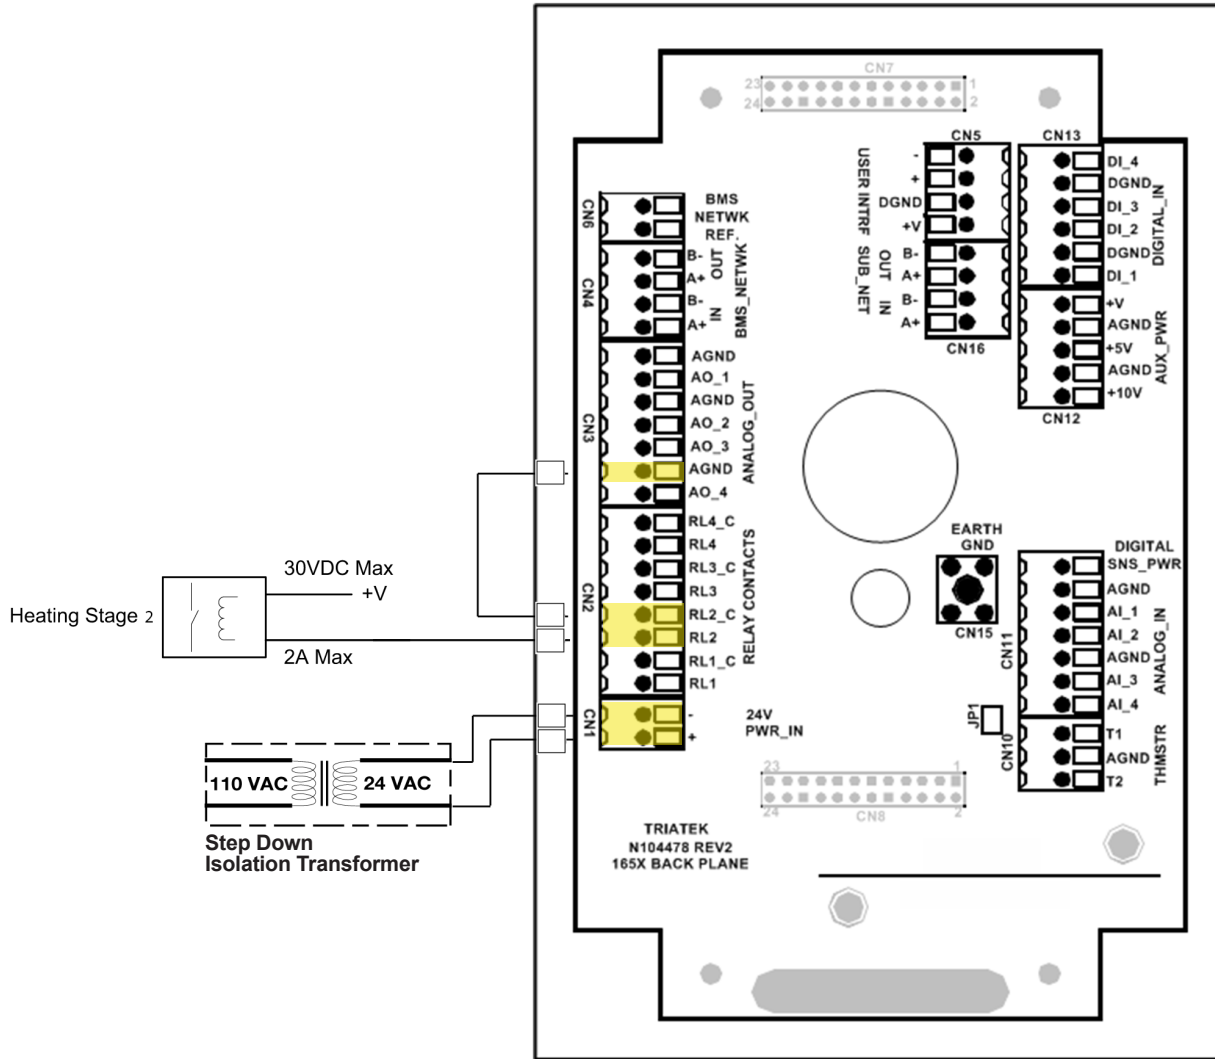 CN7
23
1
24
2
CN5
CN13
-
+
DGND
+V
USER INTRF
DI_4
DGND
DI_3
DI_2
DGND
DI_1
DIGITAL_IN
CN6
BMS
NETWK
REF.
CN4
B-
A+
B-
A+
OUT
IN
BMS_NETWK
B-
A+
B-
A+
OUT
IN
SUB_NET
CN16
+V
AGND
+5V
AGND
+10V
AUX_PWR
CN12
CN3
AGND
AO_1
AGND
AO_2
AO_3
AGND
AO_4
ANALOG_OUT
CN2
RL4_C
RL4
RL3_C
RL3
RL2_C
RL2
RL1_C
RL1
RELAY CONTACTS
EARTH
GND
CN15
DIGITAL
SNS_PWR
AGND
AI_1
AI_2
AGND
AI_3
AI_4
CN11
ANALOG_IN
30VDC Max
+V
Heating Stage 2
2A Max
CN1
-
+
24V
PWR_IN
JP1
CN10
T1
AGND
T2
THMSTR
110 VAC
24 VAC
Step Down
Isolation Transformer
23
1
24
2
CN8
TRIATEK
N104478 REV2
165X BACK PLANE